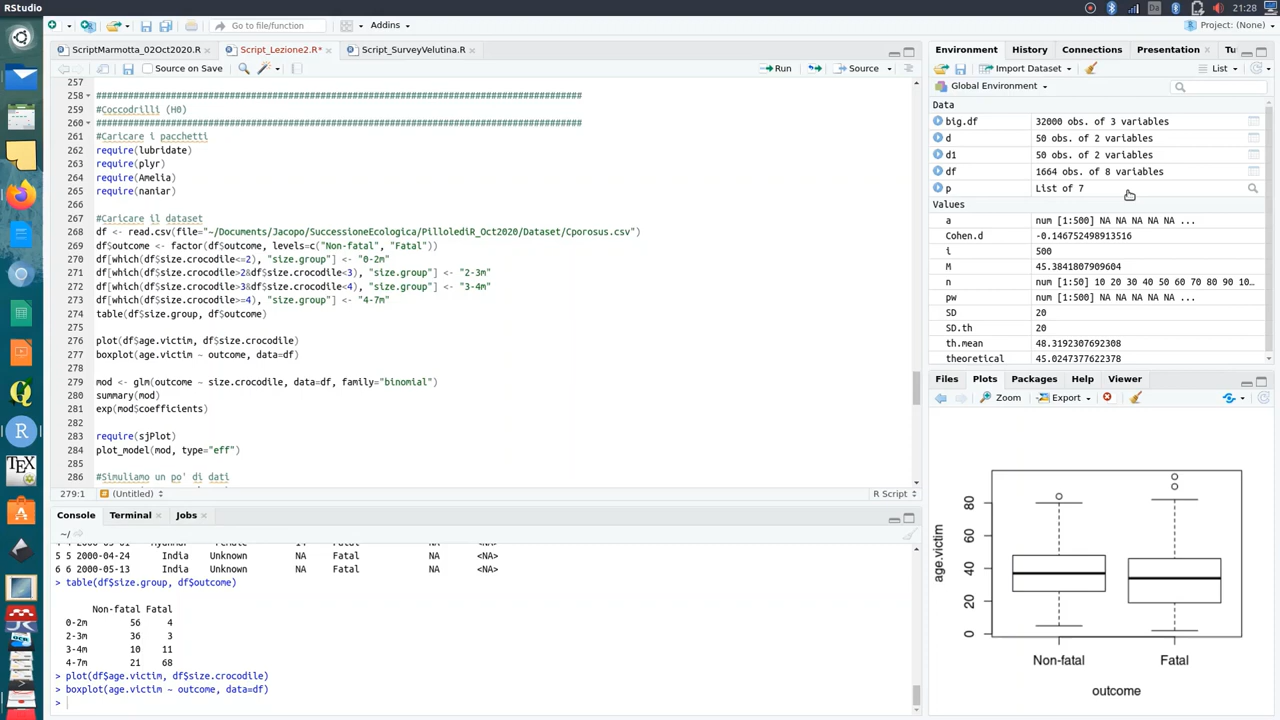 RStudio
21:28
Go to file/function
Addins
Project: (None)
ScriptMarmotta_02Oct2020.R
Script_Lezione2.R*
Script_SurveyVelutina.R
Source on Save
Run
Source
257
258 ################################################################################
259 #Coccodrilli (H0)
260 ################################################################################
261 #Caricare i pacchetti
262 require(lubridate)
263 require(plyr)
264 require(Amelia)
265 require(naniar)
266
267 #Caricare il dataset
268 df <- read.csv(file="~/Documents/Jacopo/SuccessioneEcologica/PillolediR_Oct2020/Dataset/Cporosus.csv")
269 df$outcome <- factor(df$outcome, levels=c("Non-fatal", "Fatal"))
270 df[which(df$size.crocodile<=2), "size.group"] <- "0-2m"
271 df[which(df$size.crocodile>2&df$size.crocodile<3), "size.group"] <- "2-3m"
272 df[which(df$size.crocodile>3&df$size.crocodile<4), "size.group"] <- "3-4m"
273 df[which(df$size.crocodile>=4), "size.group"] <- "4-7m"
274 table(df$size.group, df$outcome)
275
276 plot(df$age.victim, df$size.crocodile)
277 boxplot(age.victim ~ outcome, data=df)
278
279 mod <- glm(outcome ~ size.crocodile, data=df, family="binomial")
280 summary(mod)
281 exp(mod$coefficients)
282
283 require(sjPlot)
284 plot_model(mod, type="eff")
285
286 #Simuliamo un po' di dati
279:1
(Untitled)
R Script
Console
Terminal
Jobs
~/
5 5 2000-04-24 India Unknown NA Fatal NA <NA>
6 6 2000-05-13 India Unknown NA Fatal NA <NA>
> table(df$size.group, df$outcome)
Non-fatal Fatal
0-2m 56 4
2-3m 36 3
3-4m 10 11
4-7m 21 68
> plot(df$age.victim, df$size.crocodile)
> boxplot(age.victim ~ outcome, data=df)
>
Environment
History
Connections
Presentation
Tu
Import Dataset
List
Global Environment
Data
big.df 32000 obs. of 3 variables
d 50 obs. of 2 variables
d1 50 obs. of 2 variables
df 1664 obs. of 8 variables
p List of 7
Values
a num [1:500] NA NA NA NA NA ...
Cohen.d -0.146752498913516
i 500
M 45.3841807909604
n num [1:50] 10 20 30 40 50 60 70 80 90 10…
pw num [1:500] NA NA NA NA NA ...
SD 20
SD.th 20
th.mean 48.3192307692308
theoretical 45.0247377622378
Files
Plots
Packages
Help
Viewer
Zoom
Export
age.victim
80
60
40
20
0
Non-fatal
Fatal
outcome